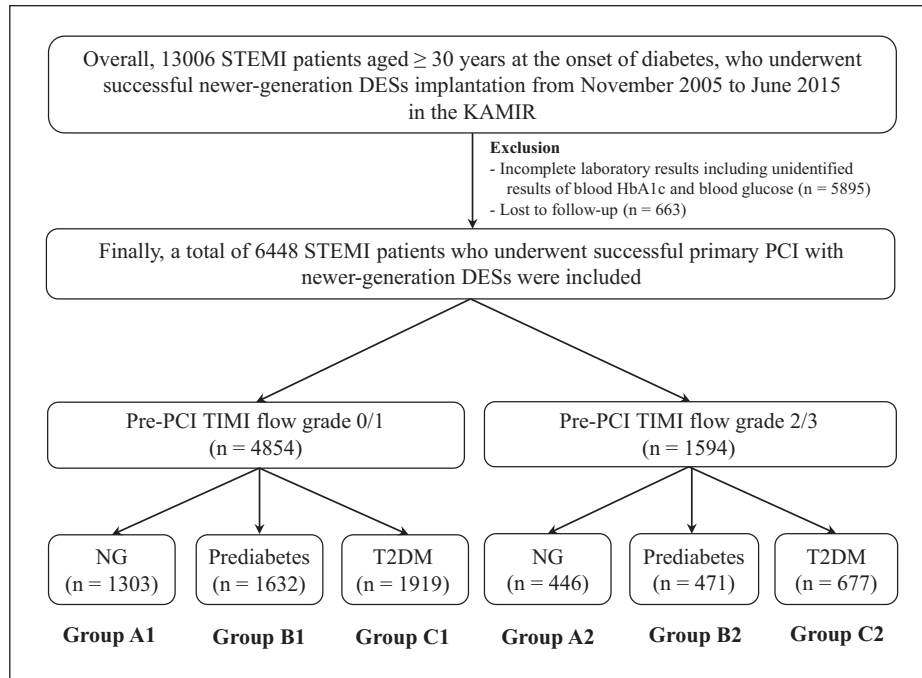 Overall, 13006 STEMI patients aged ≥ 30 years at the onset of diabetes, who underwent
successful newer-generation DESs implantation from November 2005 to June 2015
in the KAMIR
Exclusion
- Incomplete laboratory results including unidentified
results of blood HbA1c and blood glucose (n = 5895)
- Lost to follow-up (n = 663)
Finally, a total of 6448 STEMI patients who underwent successful primary PCI with
newer-generation DESs were included
Pre-PCI TIMI flow grade 0/1
(n = 4854)
Pre-PCI TIMI flow grade 2/3
(n = 1594)
NG
(n = 1303)
Prediabetes
(n = 1632)
T2DM
(n = 1919)
NG
(n = 446)
Prediabetes
(n = 471)
T2DM
(n = 677)
Group A1
Group B1
Group C1
Group A2
Group B2
Group C2